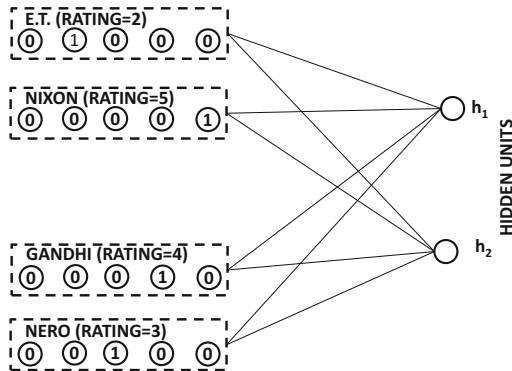 E.T. (RATING=2)
0 1 0 0 0
NIXON (RATING=5)
0 0 0 0 1
GANDHI (RATING=4)
0 0 0 1 0
NERO (RATING=3)
0 0 1 0 0
h1
h2
HIDDEN UNITS